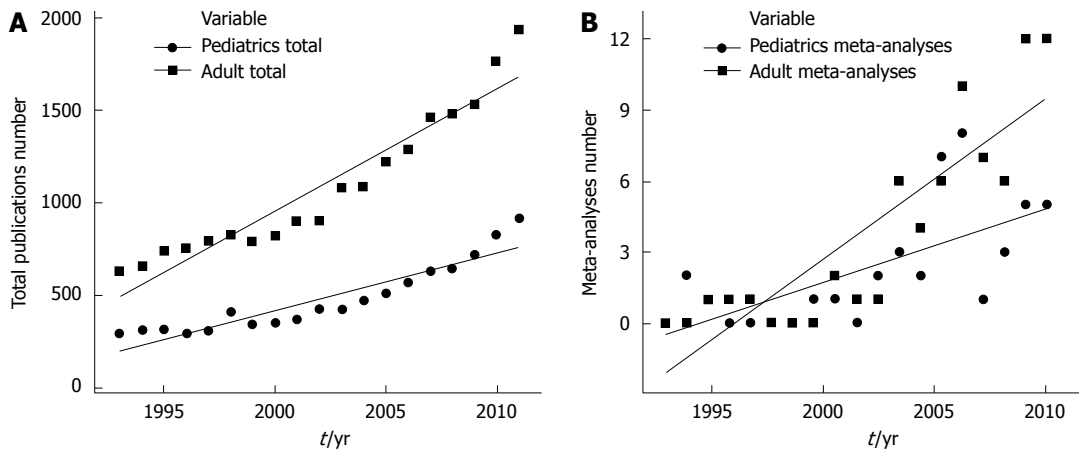 A
Variable
Pediatrics total
Adult total
Total publications number
2000
1500
1000
500
0
1995 2000 2005 2010
t/yr
B
Variable
Pediatrics meta-analyses
Adult meta-analyses
Meta-analyses number
12
9
6
3
0
1995 2000 2005 2010
t/yr